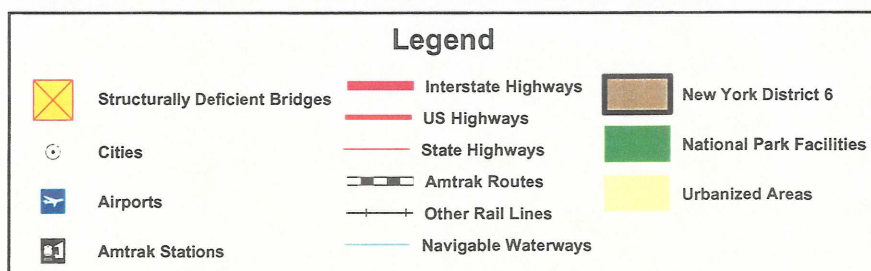 Legend
Structurally Deficient Bridges
Cities
Airports
Amtrak Stations
Interstate Highways
US Highways
State Highways
Amtrak Routes
Other Rail Lines
Navigable Waterways
New York District 6
National Park Facilities
Urbanized Areas